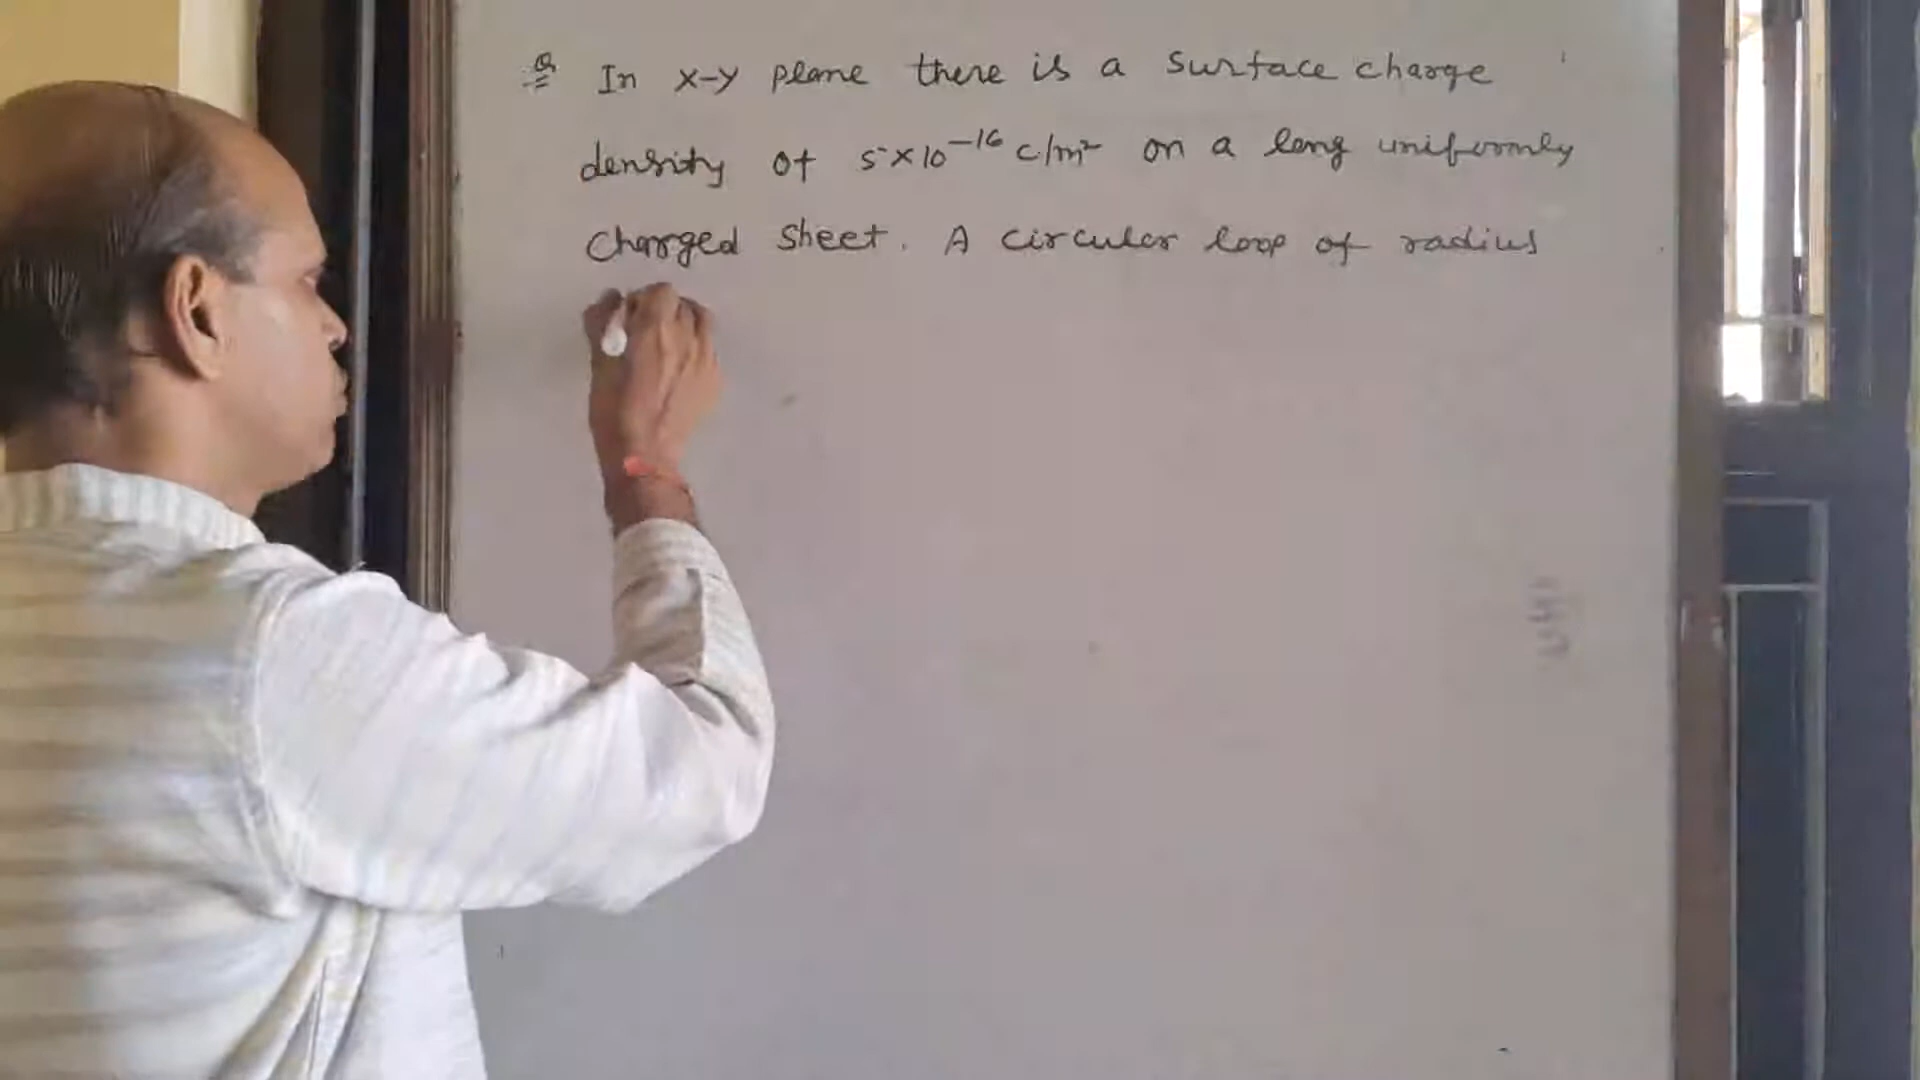 Q In x-y plane there is a surface charge
density of 5×10⁻¹⁶ c/m² on a long uniformly
charged sheet. A circular loop of radius